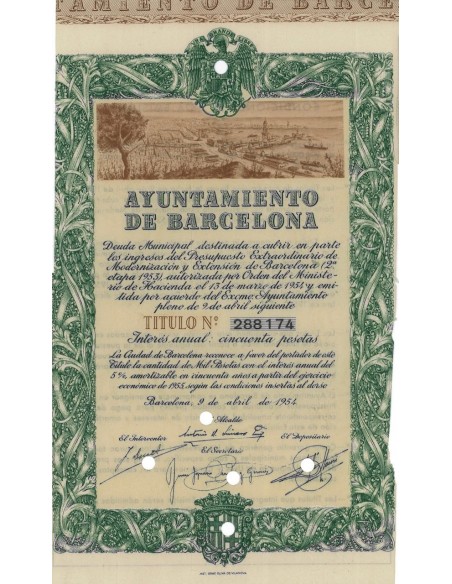 TAMIENTO DE BARCE
AYUNTAMIENTO
DE BARCELONA
Deuda Municipal destinada a cubrir en parte
los ingresos del Presupuesto Extraordinario de
Modernización y Extensión de Barcelona (2ª
etapa 1953), autorizada por Orden del Ministe-
rio de Hacienda el 13 de marzo de 1954 y emi-
tida por acuerdo del Excmo Ayuntamiento
pleno de 9 de abril siguiente
TITULO Nº 288174
Interés anual: cincuenta pesetas
La Ciudad de Barcelona reconoce a favor del portador de este
Título la cantidad de Mil Pesetas con el interés anual del
5%, amortizable en cincuenta años a partir del ejercicio
económico de 1955, según las condiciones insertas al dorso
Barcelona, 9 de abril de 1954
Alcalde
El Interventor
El Depositario
El Secretario